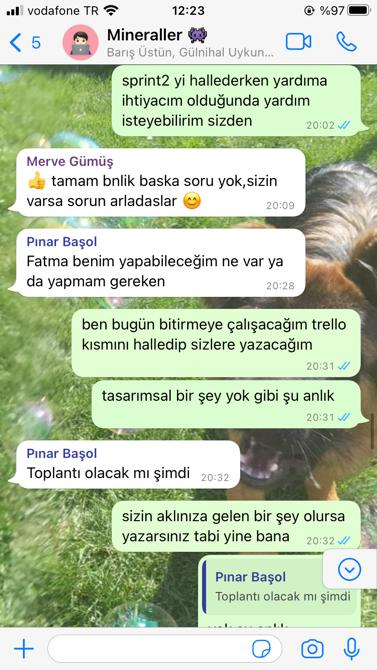 vodafone TR
12:23
%97
5
Mineraller
Barış Üstün, Gülnihal Uykun...
sprint2 yi hallederken yardıma
ihtiyacım olduğunda yardım
isteyebilirim sizden
20:02
Merve Gümüş
👍 tamam bnlik baska soru yok,sizin
varsa sorun arladaslar 😊
20:09
Pınar Başol
Fatma benim yapabileceğim ne var ya
da yapmam gereken
20:28
ben bugün bitirmeye çalışacağım trello
kısmını halledip sizlere yazacağım
20:31
tasarımsal bir şey yok gibi şu anlık
20:31
Pınar Başol
Toplantı olacak mı şimdi
20:32
sizin aklınıza gelen bir şey olursa
yazarsınız tabi yine bana
20:32
Pınar Başol
Toplantı olacak mı şimdi